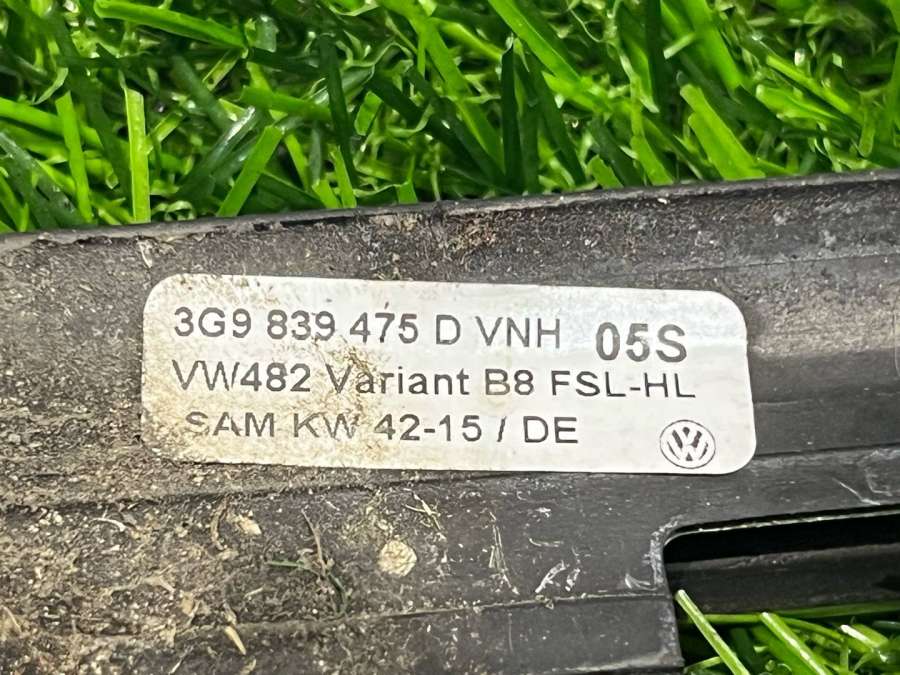 3G9 839 475 D VNH 05S
VW482 Variant B8 FSL-HL
SAM KW 42-15 / DE